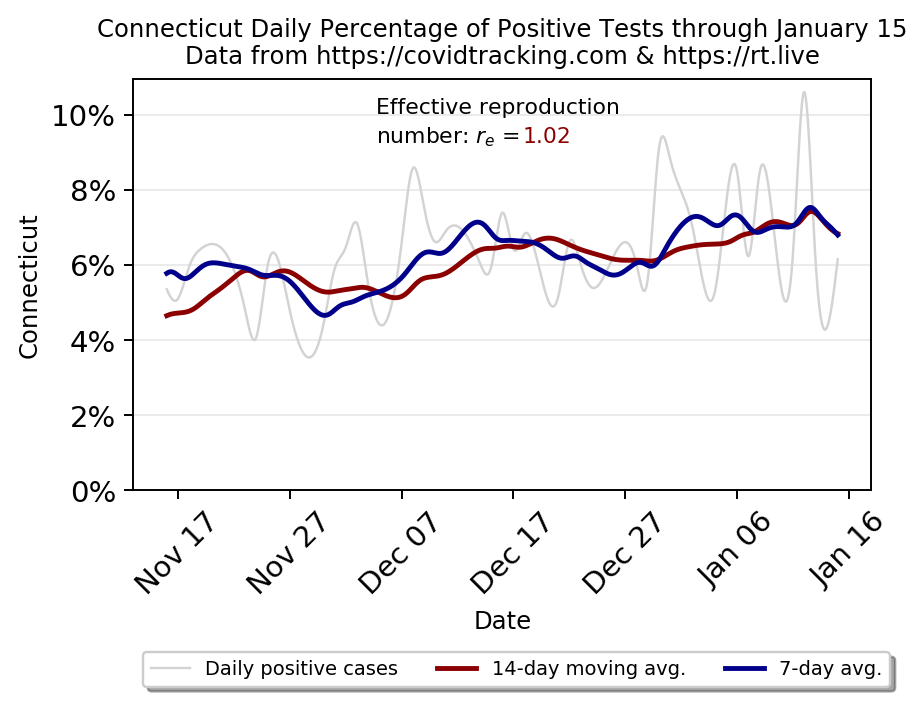 Connecticut Daily Percentage of Positive Tests through January 15
Data from https://covidtracking.com & https://rt.live
Effective reproduction
number: rₑ =1.02
10%
8%
6%
4%
2%
0%
Connecticut
Nov 17
Nov 27
Dec 07
Dec 17
Dec 27
Jan 06
Jan 16
Date
Daily positive cases
14-day moving avg.
7-day avg.